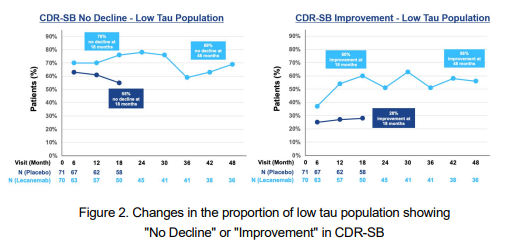 CDR-SB No Decline - Low Tau Population
90%
80%
70%
60%
50%
40%
30%
20%
10%
0%
Patients (%)
76%
no decline at
18 months
55%
no decline at
18 months
69%
no decline at
48 months
Visit (Month) 0 6 12 18 24 30 36 42 48
N (Placebo) 71 67 62 58
N (Lecanemab) 70 63 57 50 45 41 41 38 36
CDR-SB Improvement - Low Tau Population
90%
80%
70%
60%
50%
40%
30%
20%
10%
0%
Patients (%)
60%
improvement at
18 months
28%
improvement at
18 months
56%
improvement at
48 months
Visit (Month) 0 6 12 18 24 30 36 42 48
N (Placebo) 71 67 62 58
N (Lecanemab) 70 63 57 50 45 41 41 38 36
Figure 2. Changes in the proportion of low tau population showing
"No Decline" or "Improvement" in CDR-SB